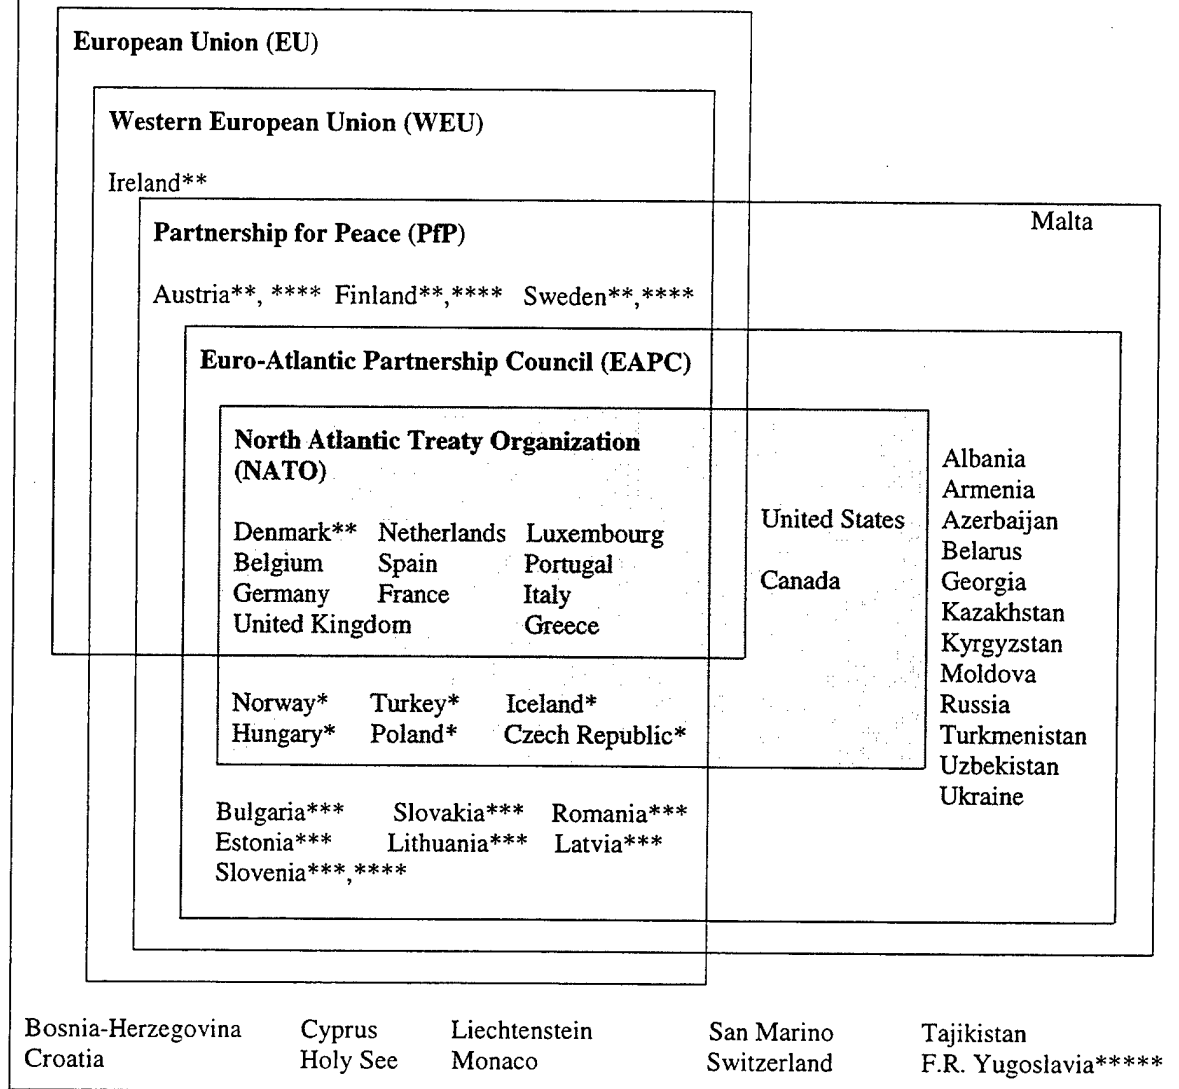 European Union (EU)
Western European Union (WEU)
Ireland**
Malta
Partnership for Peace (PfP)
Austria**, **** Finland**,**** Sweden**,****
Euro-Atlantic Partnership Council (EAPC)
North Atlantic Treaty Organization
(NATO)
Denmark** Netherlands Luxembourg
Belgium Spain Portugal
Germany France Italy
United Kingdom Greece
United States
Canada
Albania
Armenia
Azerbaijan
Belarus
Georgia
Kazakhstan
Kyrgyzstan
Moldova
Russia
Turkmenistan
Uzbekistan
Ukraine
Norway* Turkey* Iceland*
Hungary* Poland* Czech Republic*
Bulgaria*** Slovakia*** Romania***
Estonia*** Lithuania*** Latvia***
Slovenia***,****
Bosnia-Herzegovina Cyprus Liechtenstein San Marino Tajikistan
Croatia Holy See Monaco Switzerland F.R. Yugoslavia*****